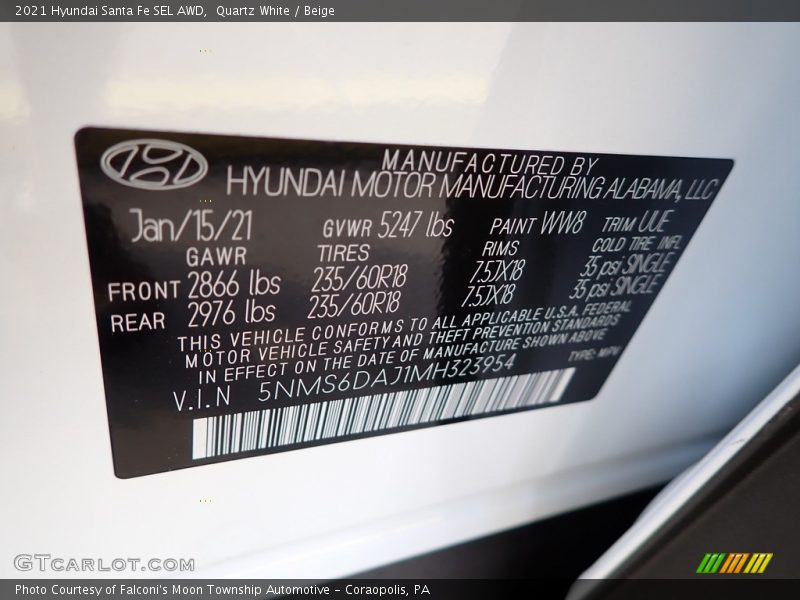 2021 Hyundai Santa Fe SEL AWD,  Quartz White / Beige
MANUFACTURED BY
HYUNDAI MOTOR MANUFACTURING ALABAMA, LLC
Jan/15/21 GVWR 5247 lbs PAINT WW8 TRIM UUE
GAWR TIRES RIMS COLD TIRE INFL
FRONT 2866 lbs 235/60R18 7.5JX18 35 psi SINGLE
REAR 2976 lbs 235/60R18 7.5JX18 35 psi SINGLE
THIS VEHICLE CONFORMS TO ALL APPLICABLE U.S.A. FEDERAL
MOTOR VEHICLE SAFETY AND THEFT PREVENTION STANDARDS
IN EFFECT ON THE DATE OF MANUFACTURE SHOWN ABOVE
V.I.N 5NMS6DAJ1MH323954 TYPE:MPV
GTCARLOT.COM
Photo Courtesy of Falconi's Moon Township Automotive - Coraopolis, PA